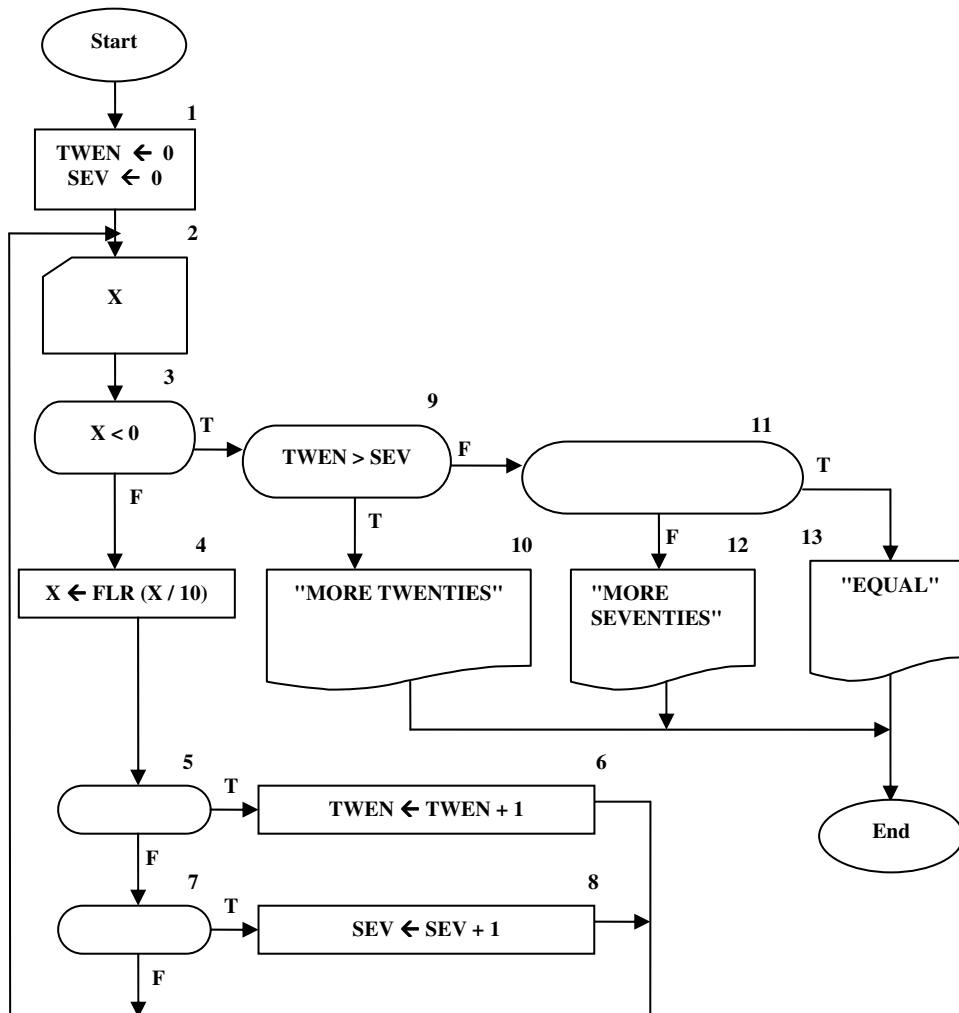 Start
1
TWEN ← 0
SEV ← 0
2
X
3
X < 0
T
F
9
TWEN > SEV
F
T
11
T
F
4
X ← FLR (X / 10)
10
"MORE TWENTIES"
12
"MORE
SEVENTIES"
13
"EQUAL"
5
T
F
6
TWEN ← TWEN + 1
End
7
T
F
8
SEV ← SEV + 1